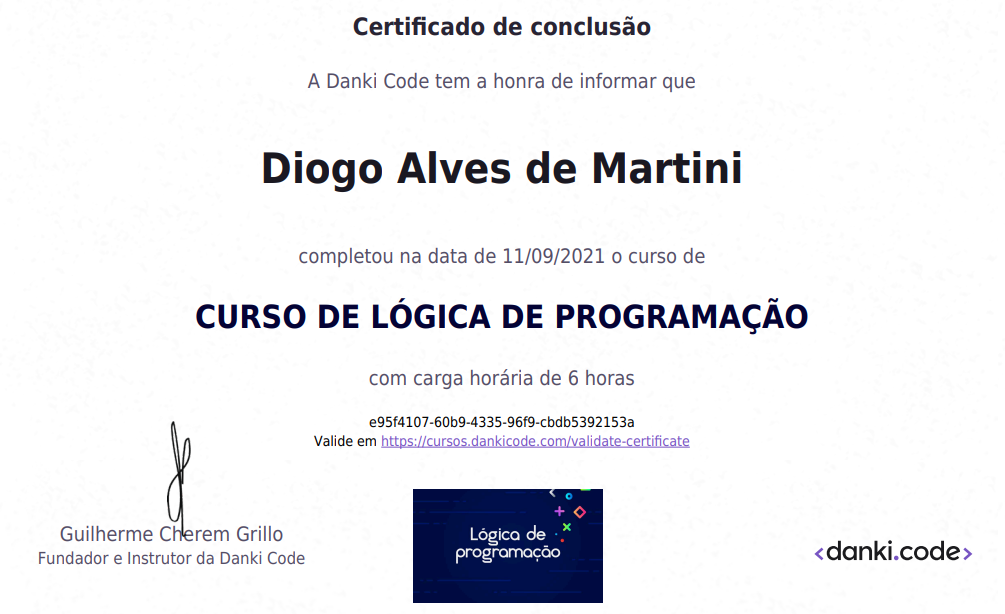 Certificado de conclusão
A Danki Code tem a honra de informar que
Diogo Alves de Martini
completou na data de 11/09/2021 o curso de
CURSO DE LÓGICA DE PROGRAMAÇÃO
com carga horária de 6 horas
e95f4107-60b9-4335-96f9-cbdb5392153a
Valide em https://cursos.dankicode.com/validate-certificate
Guilherme Cherem Grillo
Fundador e Instrutor da Danki Code
Lógica de
programação
<danki.code>